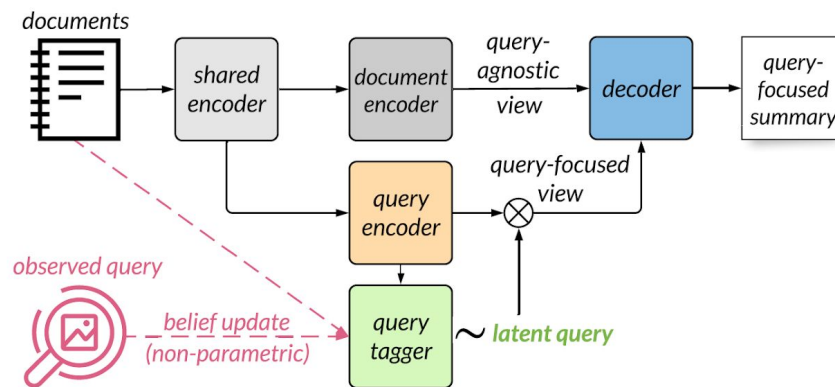 documents
shared
encoder
document
encoder
query-
agnostic
view
decoder
query-
focused
summary
query
encoder
query-focused
view
observed query
belief update
(non-parametric)
query
tagger
~ latent query